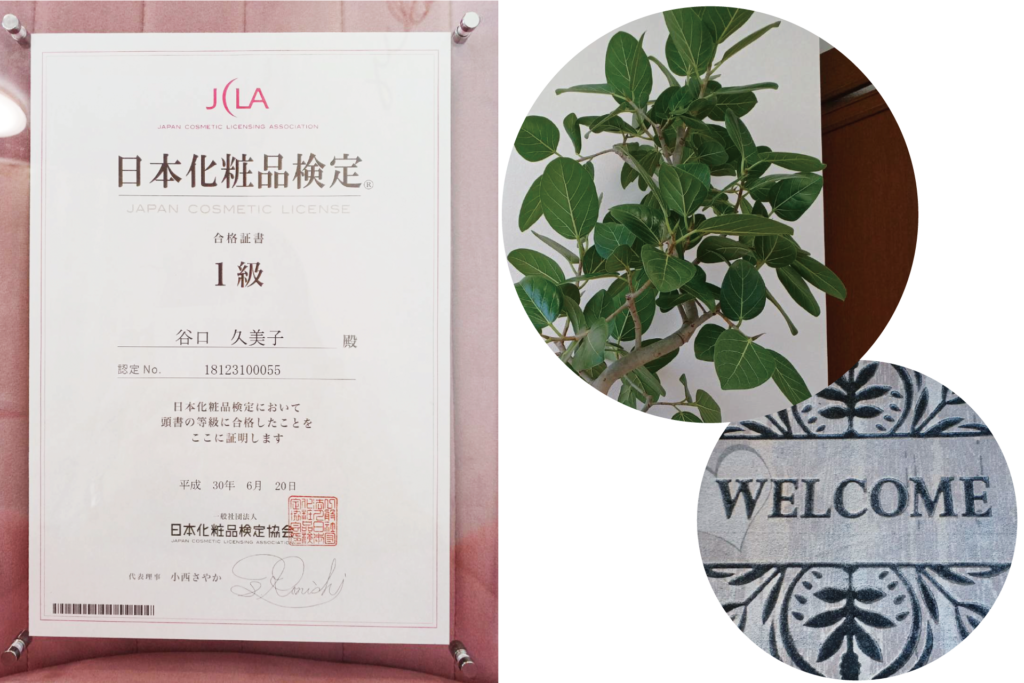 JCLA
JAPAN COSMETIC LICENSING ASSOCIATION
日本化粧品検定®
JAPAN COSMETIC LICENSE
合格証書
1級
谷口 久美子 殿
認定 No. 18123100055
日本化粧品検定において
頭書の等級に合格したことを
ここに証明します
平成 30年 6月 20日
一般社団法人
日本化粧品検定協会
JAPAN COSMETIC LICENSING ASSOCIATION
代表理事 小西さやか
WELCOME